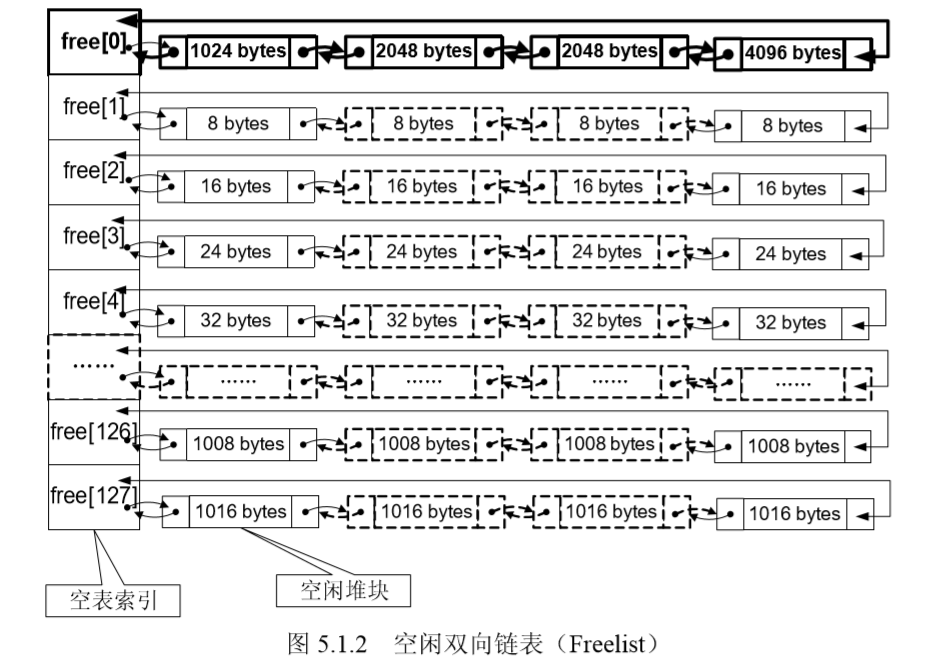 free[0] 1024 bytes 2048 bytes 2048 bytes 4096 bytes
free[1] 8 bytes 8 bytes 8 bytes 8 bytes
free[2] 16 bytes 16 bytes 16 bytes 16 bytes
free[3] 24 bytes 24 bytes 24 bytes 24 bytes
free[4] 32 bytes 32 bytes 32 bytes 32 bytes
...... ...... ...... ...... ......
free[126] 1008 bytes 1008 bytes 1008 bytes 1008 bytes
free[127] 1016 bytes 1016 bytes 1016 bytes 1016 bytes
空表索引 空闲堆块
图 5.1.2 空闲双向链表（Freelist）